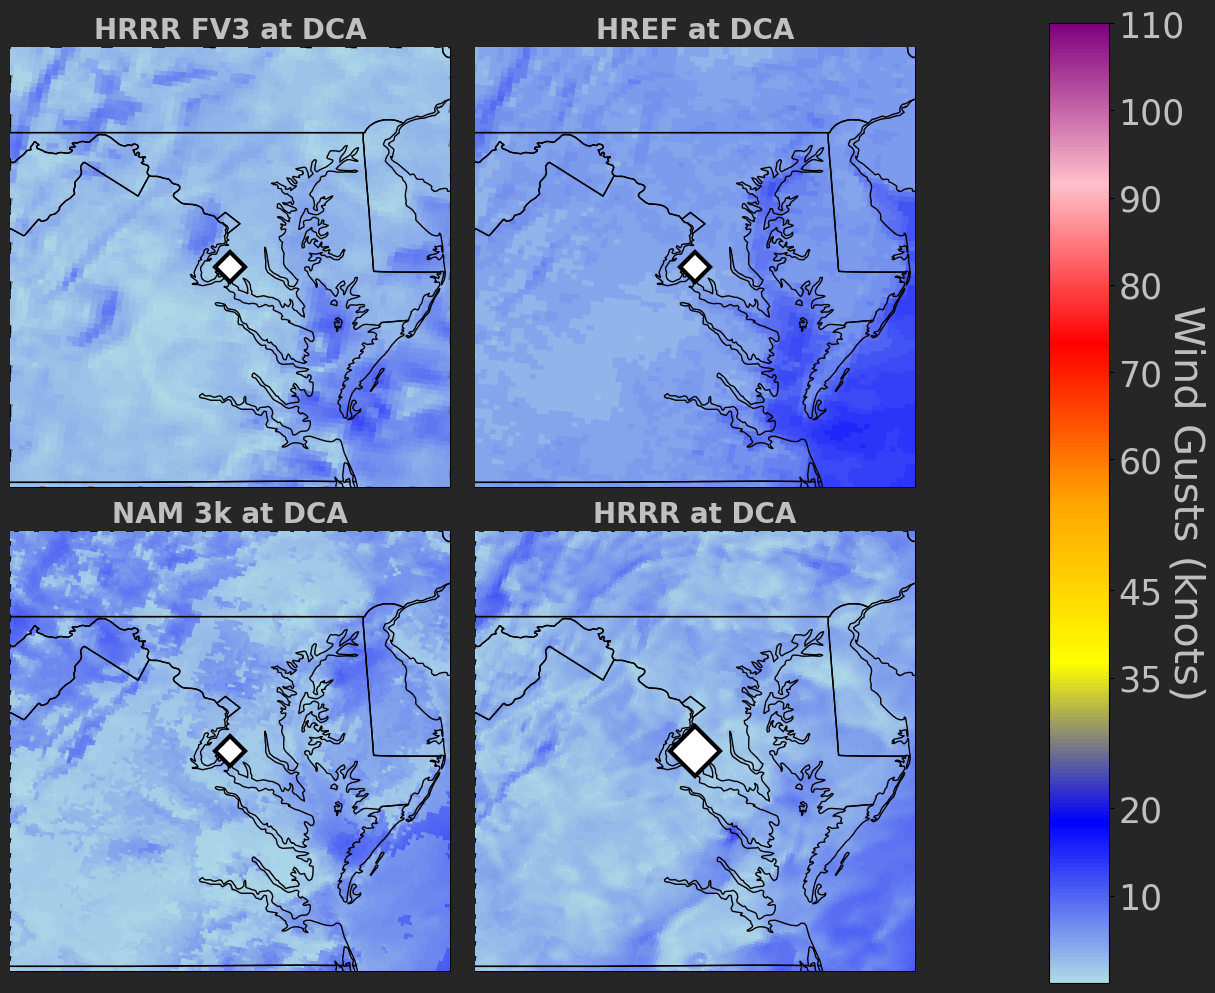 HRRR FV3 at DCA
HREF at DCA
NAM 3k at DCA
HRRR at DCA
110
100
90
80
70
60
45
35
20
10
Wind Gusts (knots)